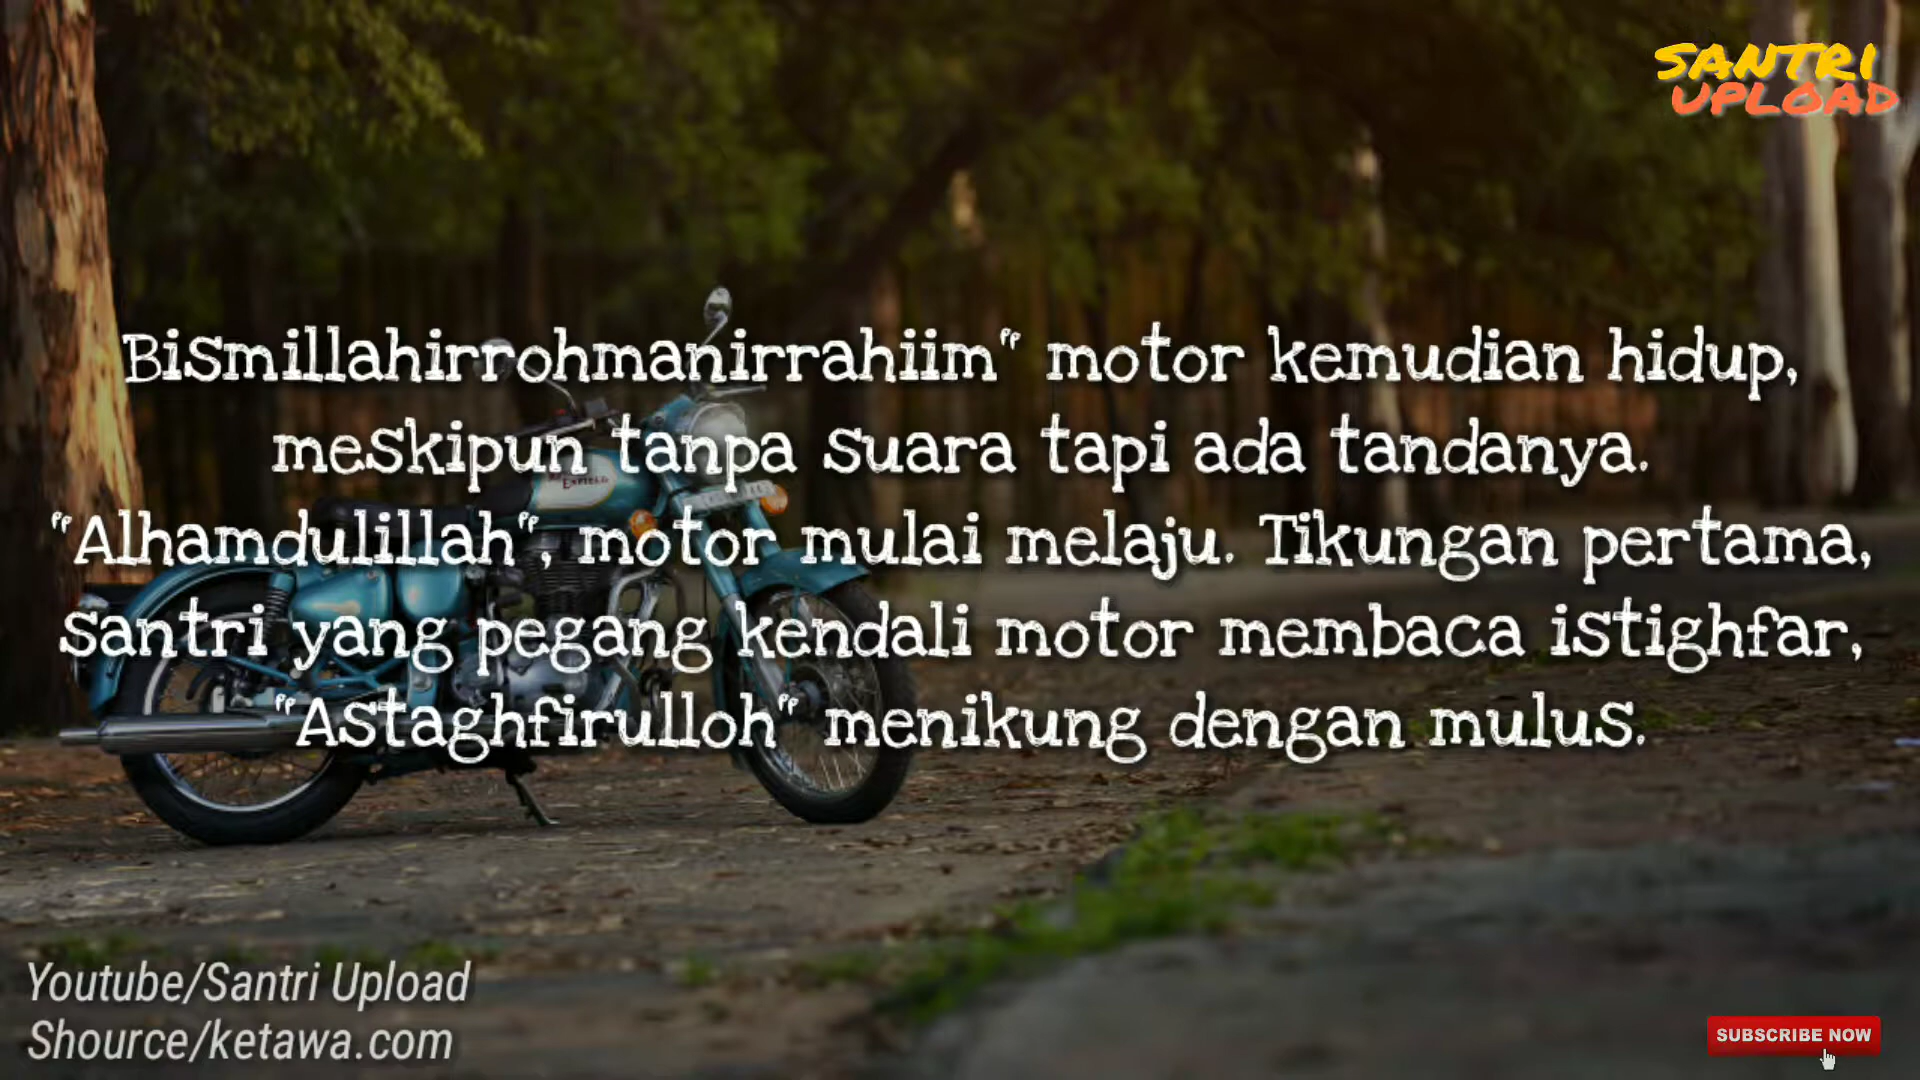 SANTRI
UPLOAD
Bismillahirrohmanirrahiim" motor kemudian hidup,
meskipun tanpa suara tapi ada tandanya.
"Alhamdulillah", motor mulai melaju. Tikungan pertama,
santri yang pegang kendali motor membaca istighfar,
"Astaghfirulloh" menikung dengan mulus.
Youtube/Santri Upload
Shource/ketawa.com
SUBSCRIBE NOW